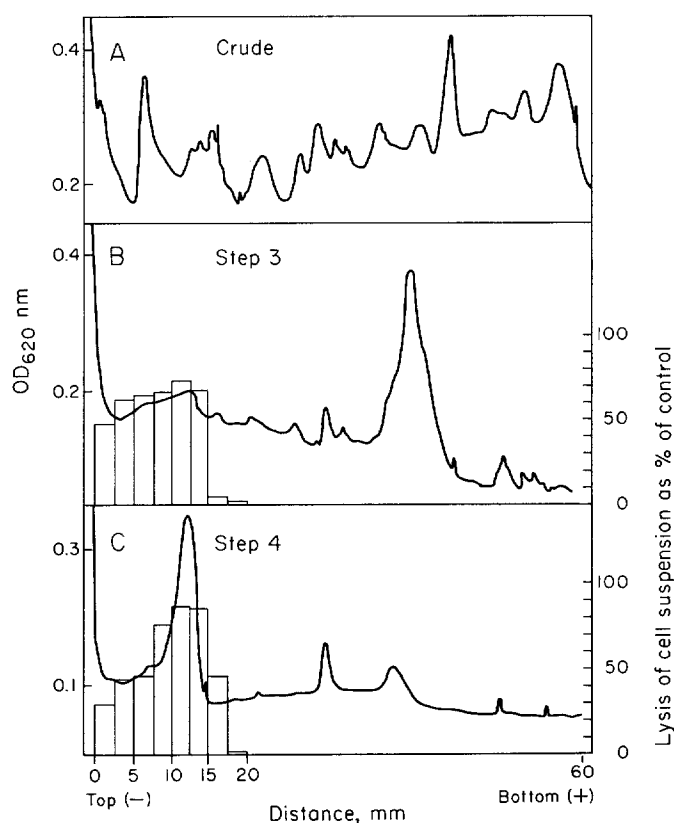 A
Crude
0.4
0.2
B
Step 3
0.4
0.2
100
50
0
C
Step 4
0.3
0.1
100
50
0
OD620 nm
Lysis of cell suspension as % of control
0 5 10 15 20 60
Top (−) Bottom (+)
Distance, mm